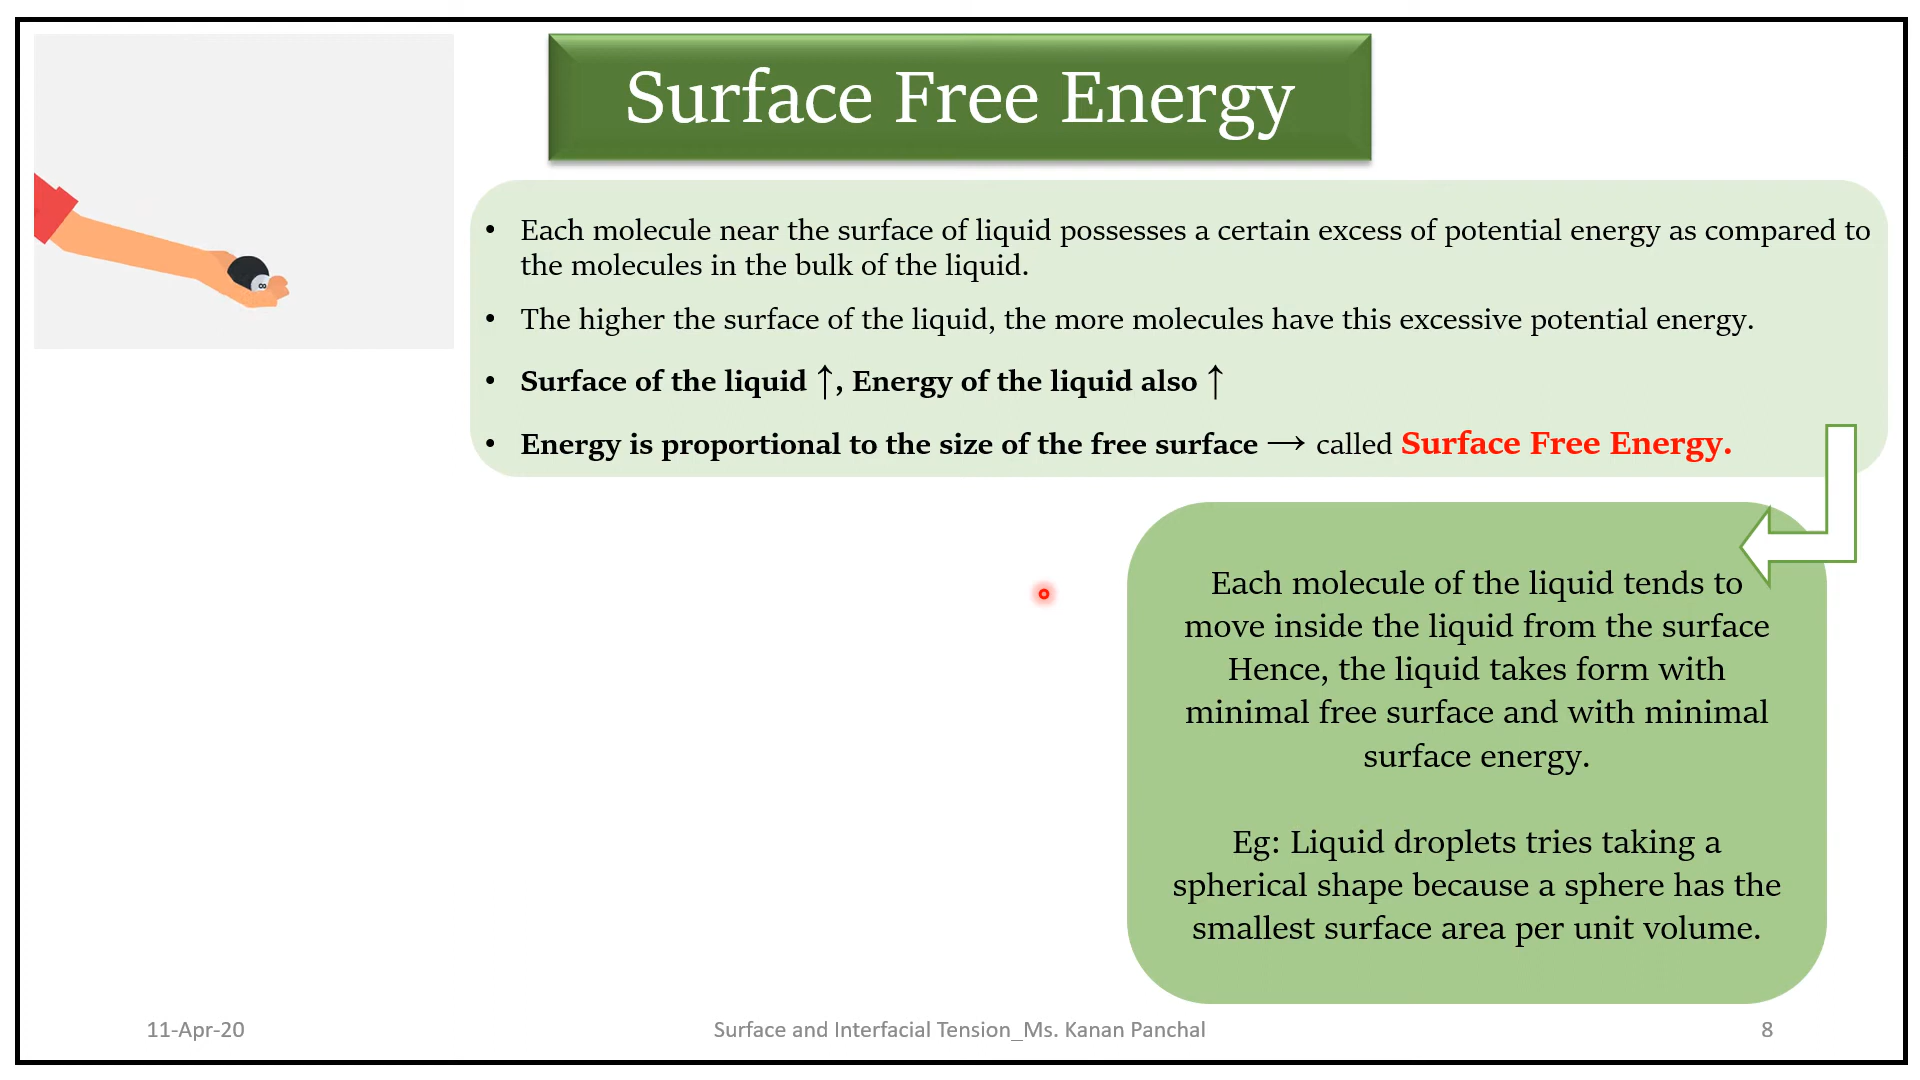 Surface Free Energy
• Each molecule near the surface of liquid possesses a certain excess of potential energy as compared to
the molecules in the bulk of the liquid.
• The higher the surface of the liquid, the more molecules have this excessive potential energy.
• Surface of the liquid ↑, Energy of the liquid also ↑
• Energy is proportional to the size of the free surface → called Surface Free Energy.
8
Each molecule of the liquid tends to
move inside the liquid from the surface
Hence, the liquid takes form with
minimal free surface and with minimal
surface energy.
Eg: Liquid droplets tries taking a
spherical shape because a sphere has the
smallest surface area per unit volume.
11-Apr-20
Surface and Interfacial Tension_Ms. Kanan Panchal
8